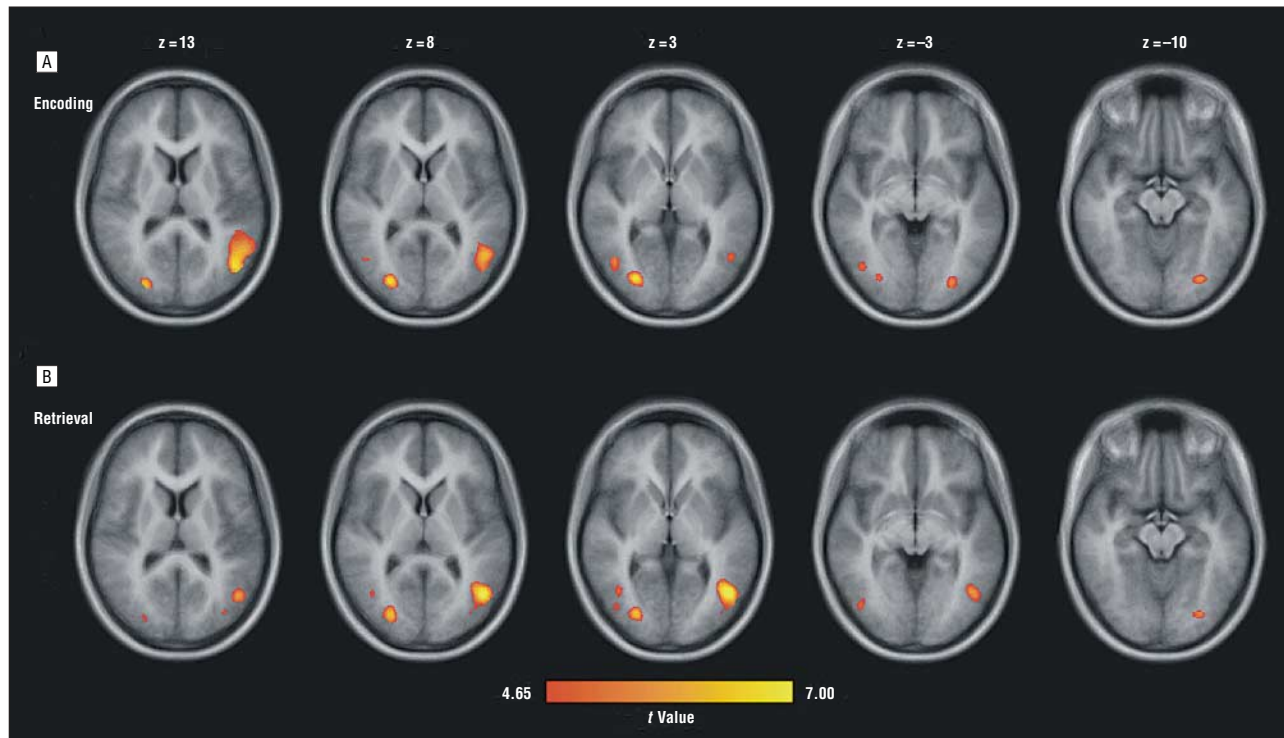 z = 13
z = 8
z = 3
z = –3
z = –10
A
Encoding
B
Retrieval
4.65
7.00
t Value